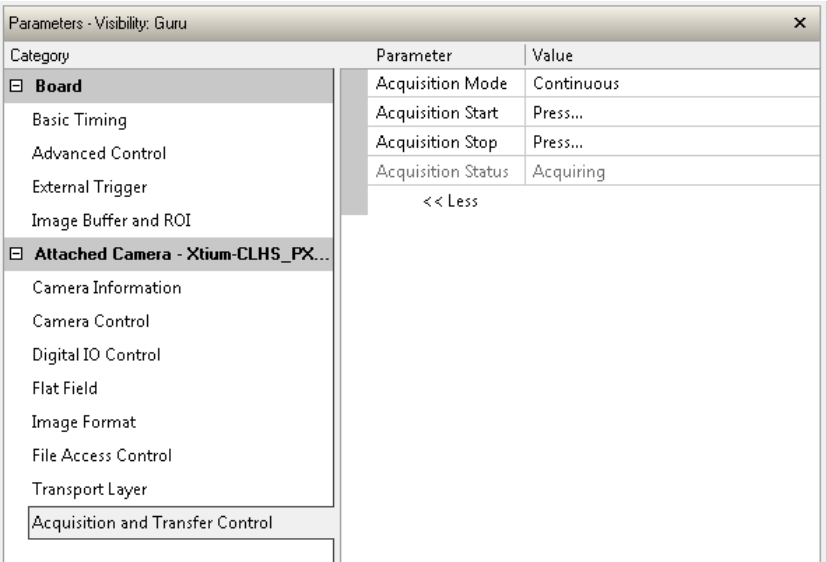 Parameters - Visibility: Guru
Category
Board
Basic Timing
Advanced Control
External Trigger
Image Buffer and ROI
Attached Camera - Xtium-CLHS_PX...
Camera Information
Camera Control
Digital IO Control
Flat Field
Image Format
File Access Control
Transport Layer
Acquisition and Transfer Control
Parameter Value
Acquisition Mode Continuous
Acquisition Start Press...
Acquisition Stop Press...
Acquisition Status Acquiring
<< Less